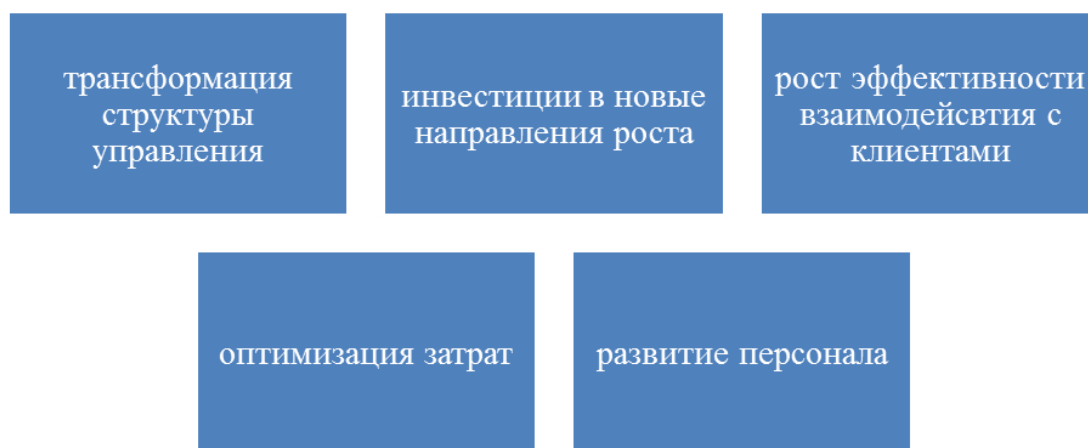 трансформация
структуры
управления
инвестиции в новые
направления роста
рост эффективности
взаимодейсвтия с
клиентами
оптимизация затрат
развитие персонала